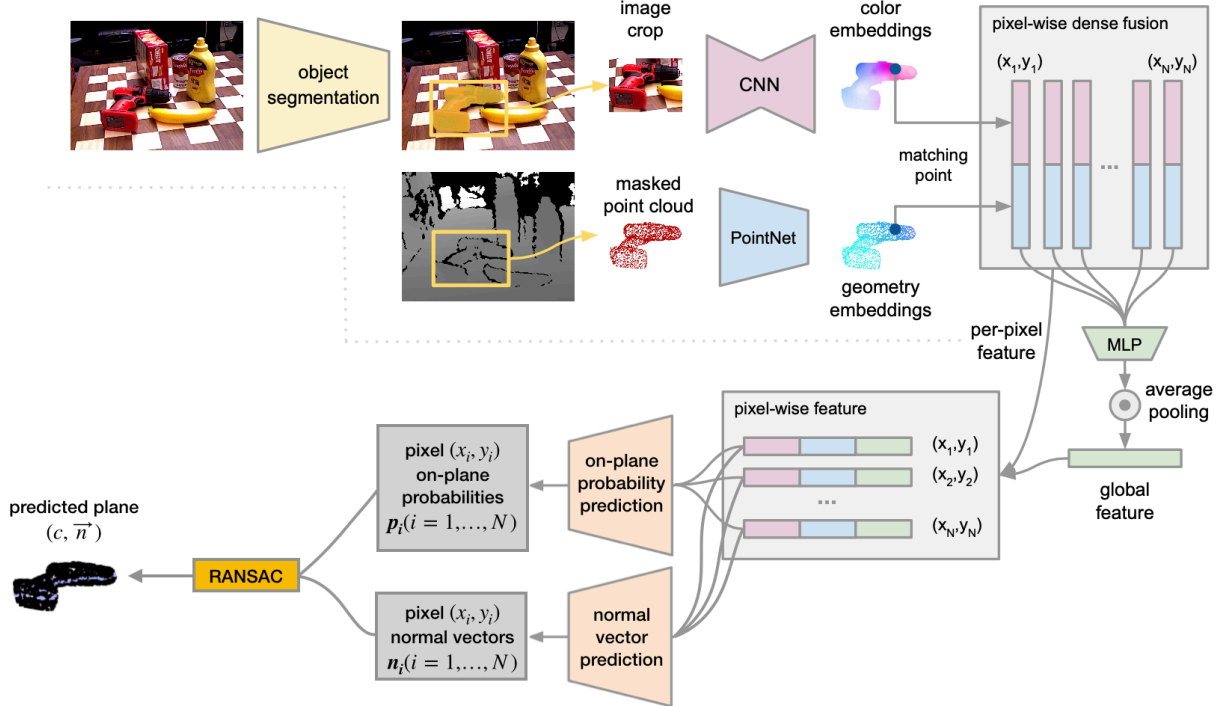 object
segmentation
image
crop
CNN
color
embeddings
pixel-wise dense fusion
(x1,y1)
(xN,yN)
...
matching
point
masked
point cloud
PointNet
geometry
embeddings
per-pixel
feature
MLP
average
pooling
global
feature
pixel-wise feature
(x1,y1)
(x2,y2)
...
(xN,yN)
on-plane
probability
prediction
pixel (xi, yi)
on-plane
probabilities
pi(i = 1,…, N)
normal
vector
prediction
pixel (xi, yi)
normal vectors
ni(i = 1,…, N)
RANSAC
predicted plane
(c, n⃗ )